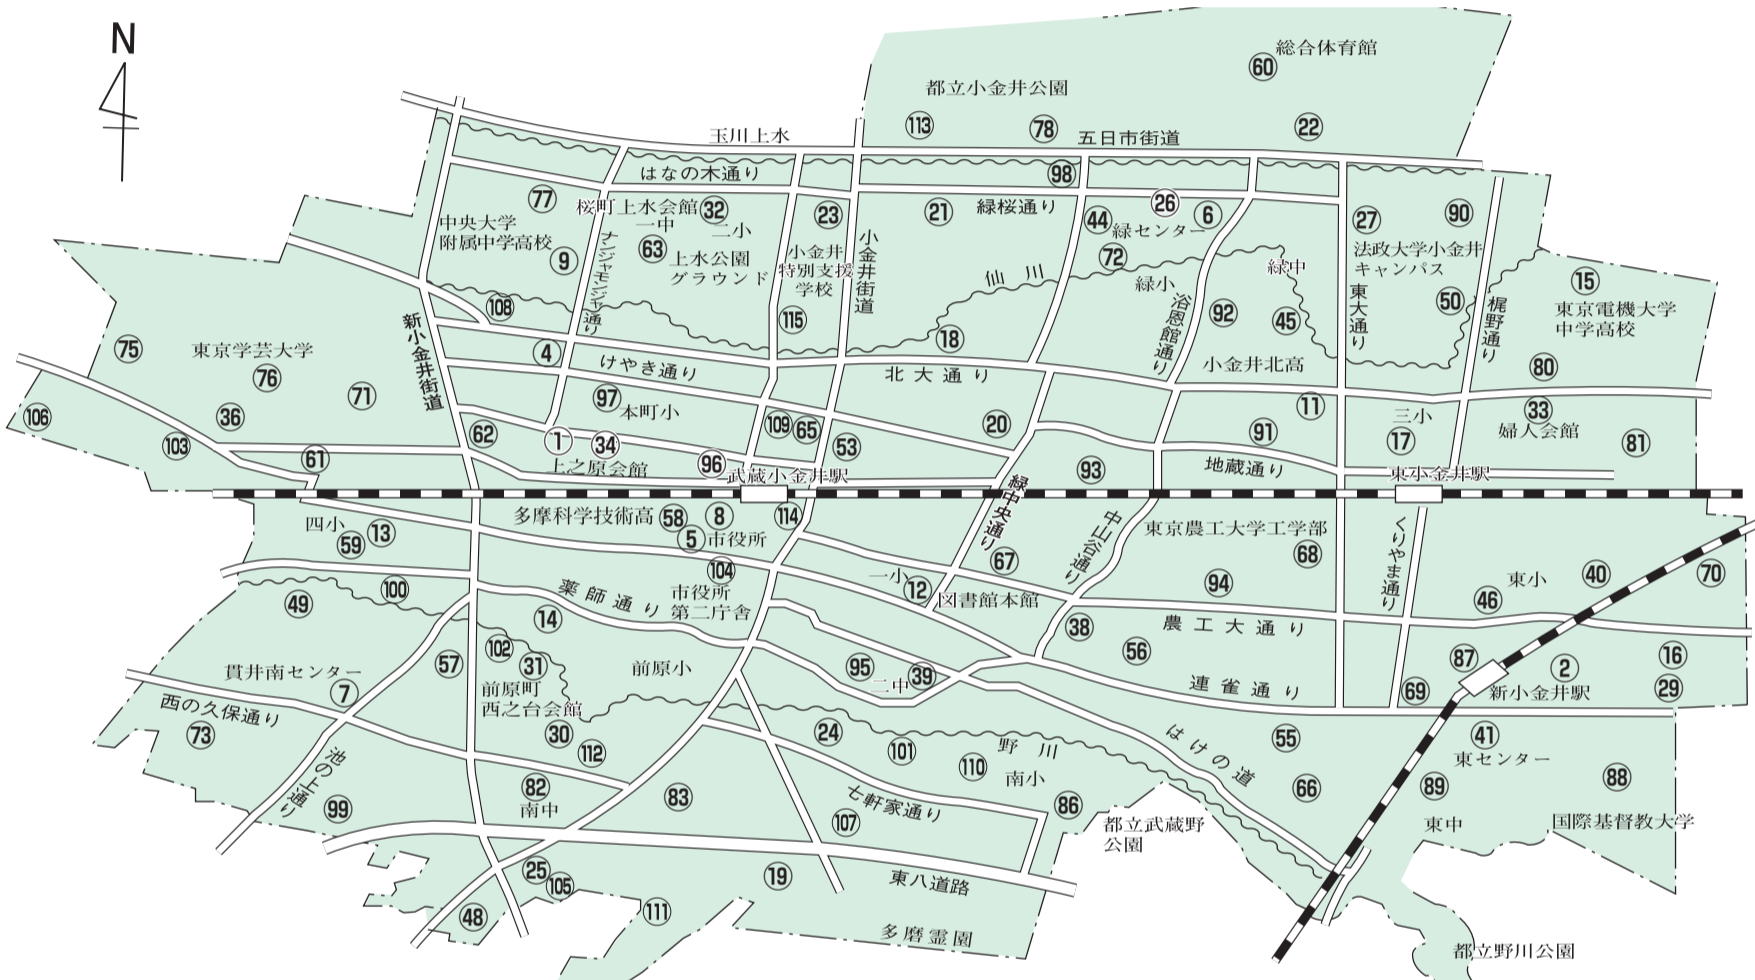 N
総合体育館
60
都立小金井公園
113
78
22
五日市街道
玉川上水
はなの木通り
98
77
桜町上水会館
32
一中
二小
23
21
緑桜通り
44
26
6
緑センター
27
90
中央大学
附属中学高校
9
ナンジャモンジャ通り
63
上水公園
グラウンド
小金井
特別支援
学校
小金井街道
仙川
72
緑小
緑中
法政大学小金井
キャンパス
50
15
東京電機大学
中学高校
108
115
18
浴恩館通り
92
45
東大通り
梶野通り
新小金井街道
75
東京学芸大学
76
71
4
けやき通り
北大通り
小金井北高
80
106
36
103
97
本町小
109
65
53
20
11
三小
17
33
婦人会館
81
61
62
1
34
上之原会館
96
武蔵小金井駅
93
91
地蔵通り
東小金井駅
四小
59
13
多摩科学技術高
58
8
114
5
市役所
緑中央通り
67
中山谷通り
東京農工大学工学部
68
くりやま通り
49
100
薬師通り
104
市役所
第二庁舎
一小
12
図書館本館
94
東小
46
40
70
14
38
56
農工大通り
貫井南センター
7
57
102
31
前原町
西之台会館
前原小
95
39
二中
連雀通り
69
87
2
新小金井駅
16
29
西の久保通り
73
30
112
24
101
野川
110
南小
はけの道
55
41
東センター
池の上通り
99
82
南中
83
107
七軒家通り
86
都立武蔵野
公園
66
89
東中
88
国際基督教大学
25
105
19
東八道路
48
111
多磨霊園
都立野川公園